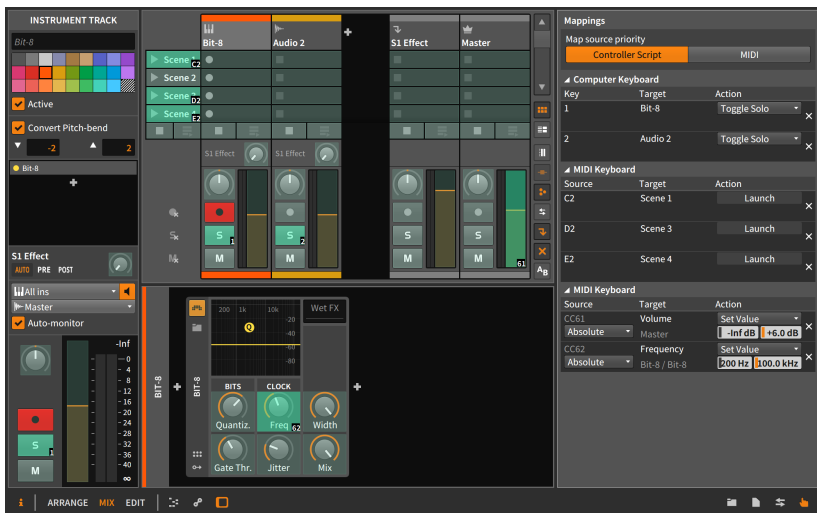 INSTRUMENT TRACK
Bit-8
Active
Convert Pitch-bend
-2 2
Bit-8
S1 Effect
AUTO PRE POST
All ins
Master
Auto-monitor
-Inf
0
4
8
12
16
20
24
28
32
36
40
∞
S 1
M
Bit-8 Audio 2 S1 Effect Master
Scene C2
Scene 2
Scene D2
Scene E2
S1 Effect S1 Effect
S 1 S 2 S S
M M M M 61
BIT-8
BIT-8
200 1k 10k
-20
-40
-60
-80
Q
Wet FX
BITS CLOCK
Quantiz. Freq 62 Width
Gate Thr. Jitter Mix
AB
Mappings
Map source priority
Controller Script MIDI
Computer Keyboard
Key Target Action
1 Bit-8 Toggle Solo
2 Audio 2 Toggle Solo
MIDI Keyboard
Source Target Action
C2 Scene 1 Launch
D2 Scene 3 Launch
E2 Scene 4 Launch
MIDI Keyboard
Source Target Action
CC61 Volume Set Value
Absolute Master -Inf dB +6.0 dB
CC62 Frequency Set Value
Absolute Bit-8 / Bit-8 200 Hz 100.0 kHz
i ARRANGE MIX EDIT